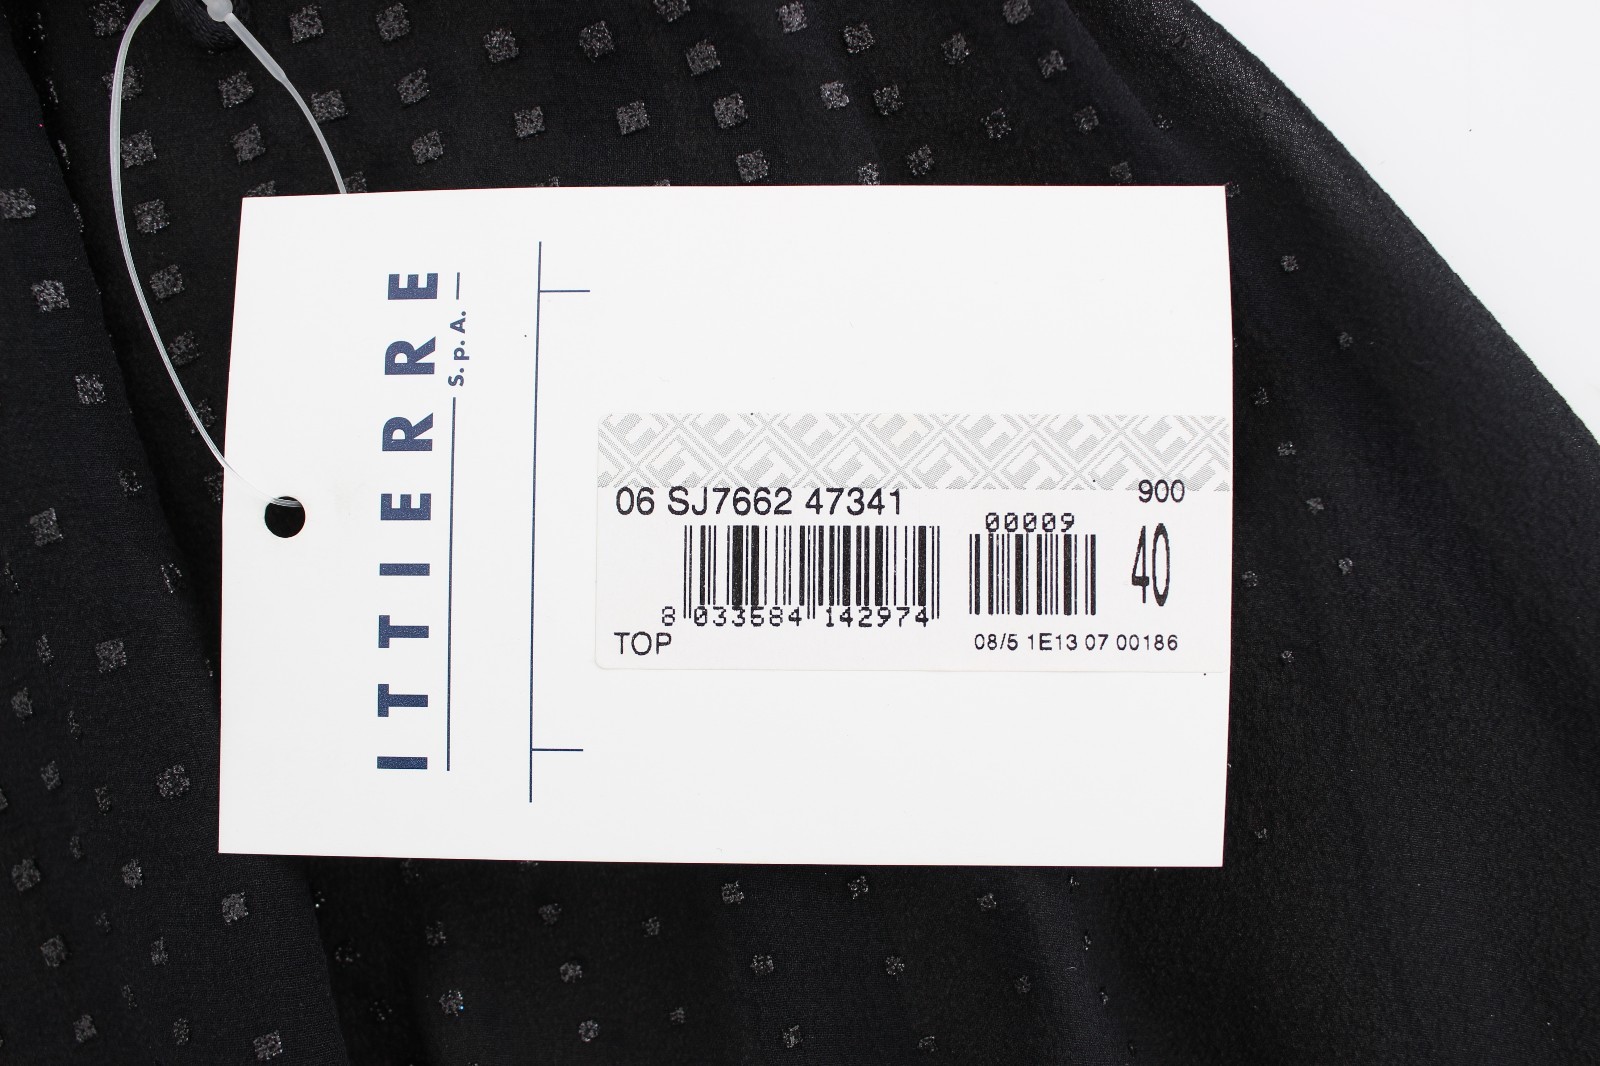 ITTIERRE
S.p.A.
06 SJ7662 47341
900
00009
40
8 033584 142974
TOP
08/5 1E13 07 00186